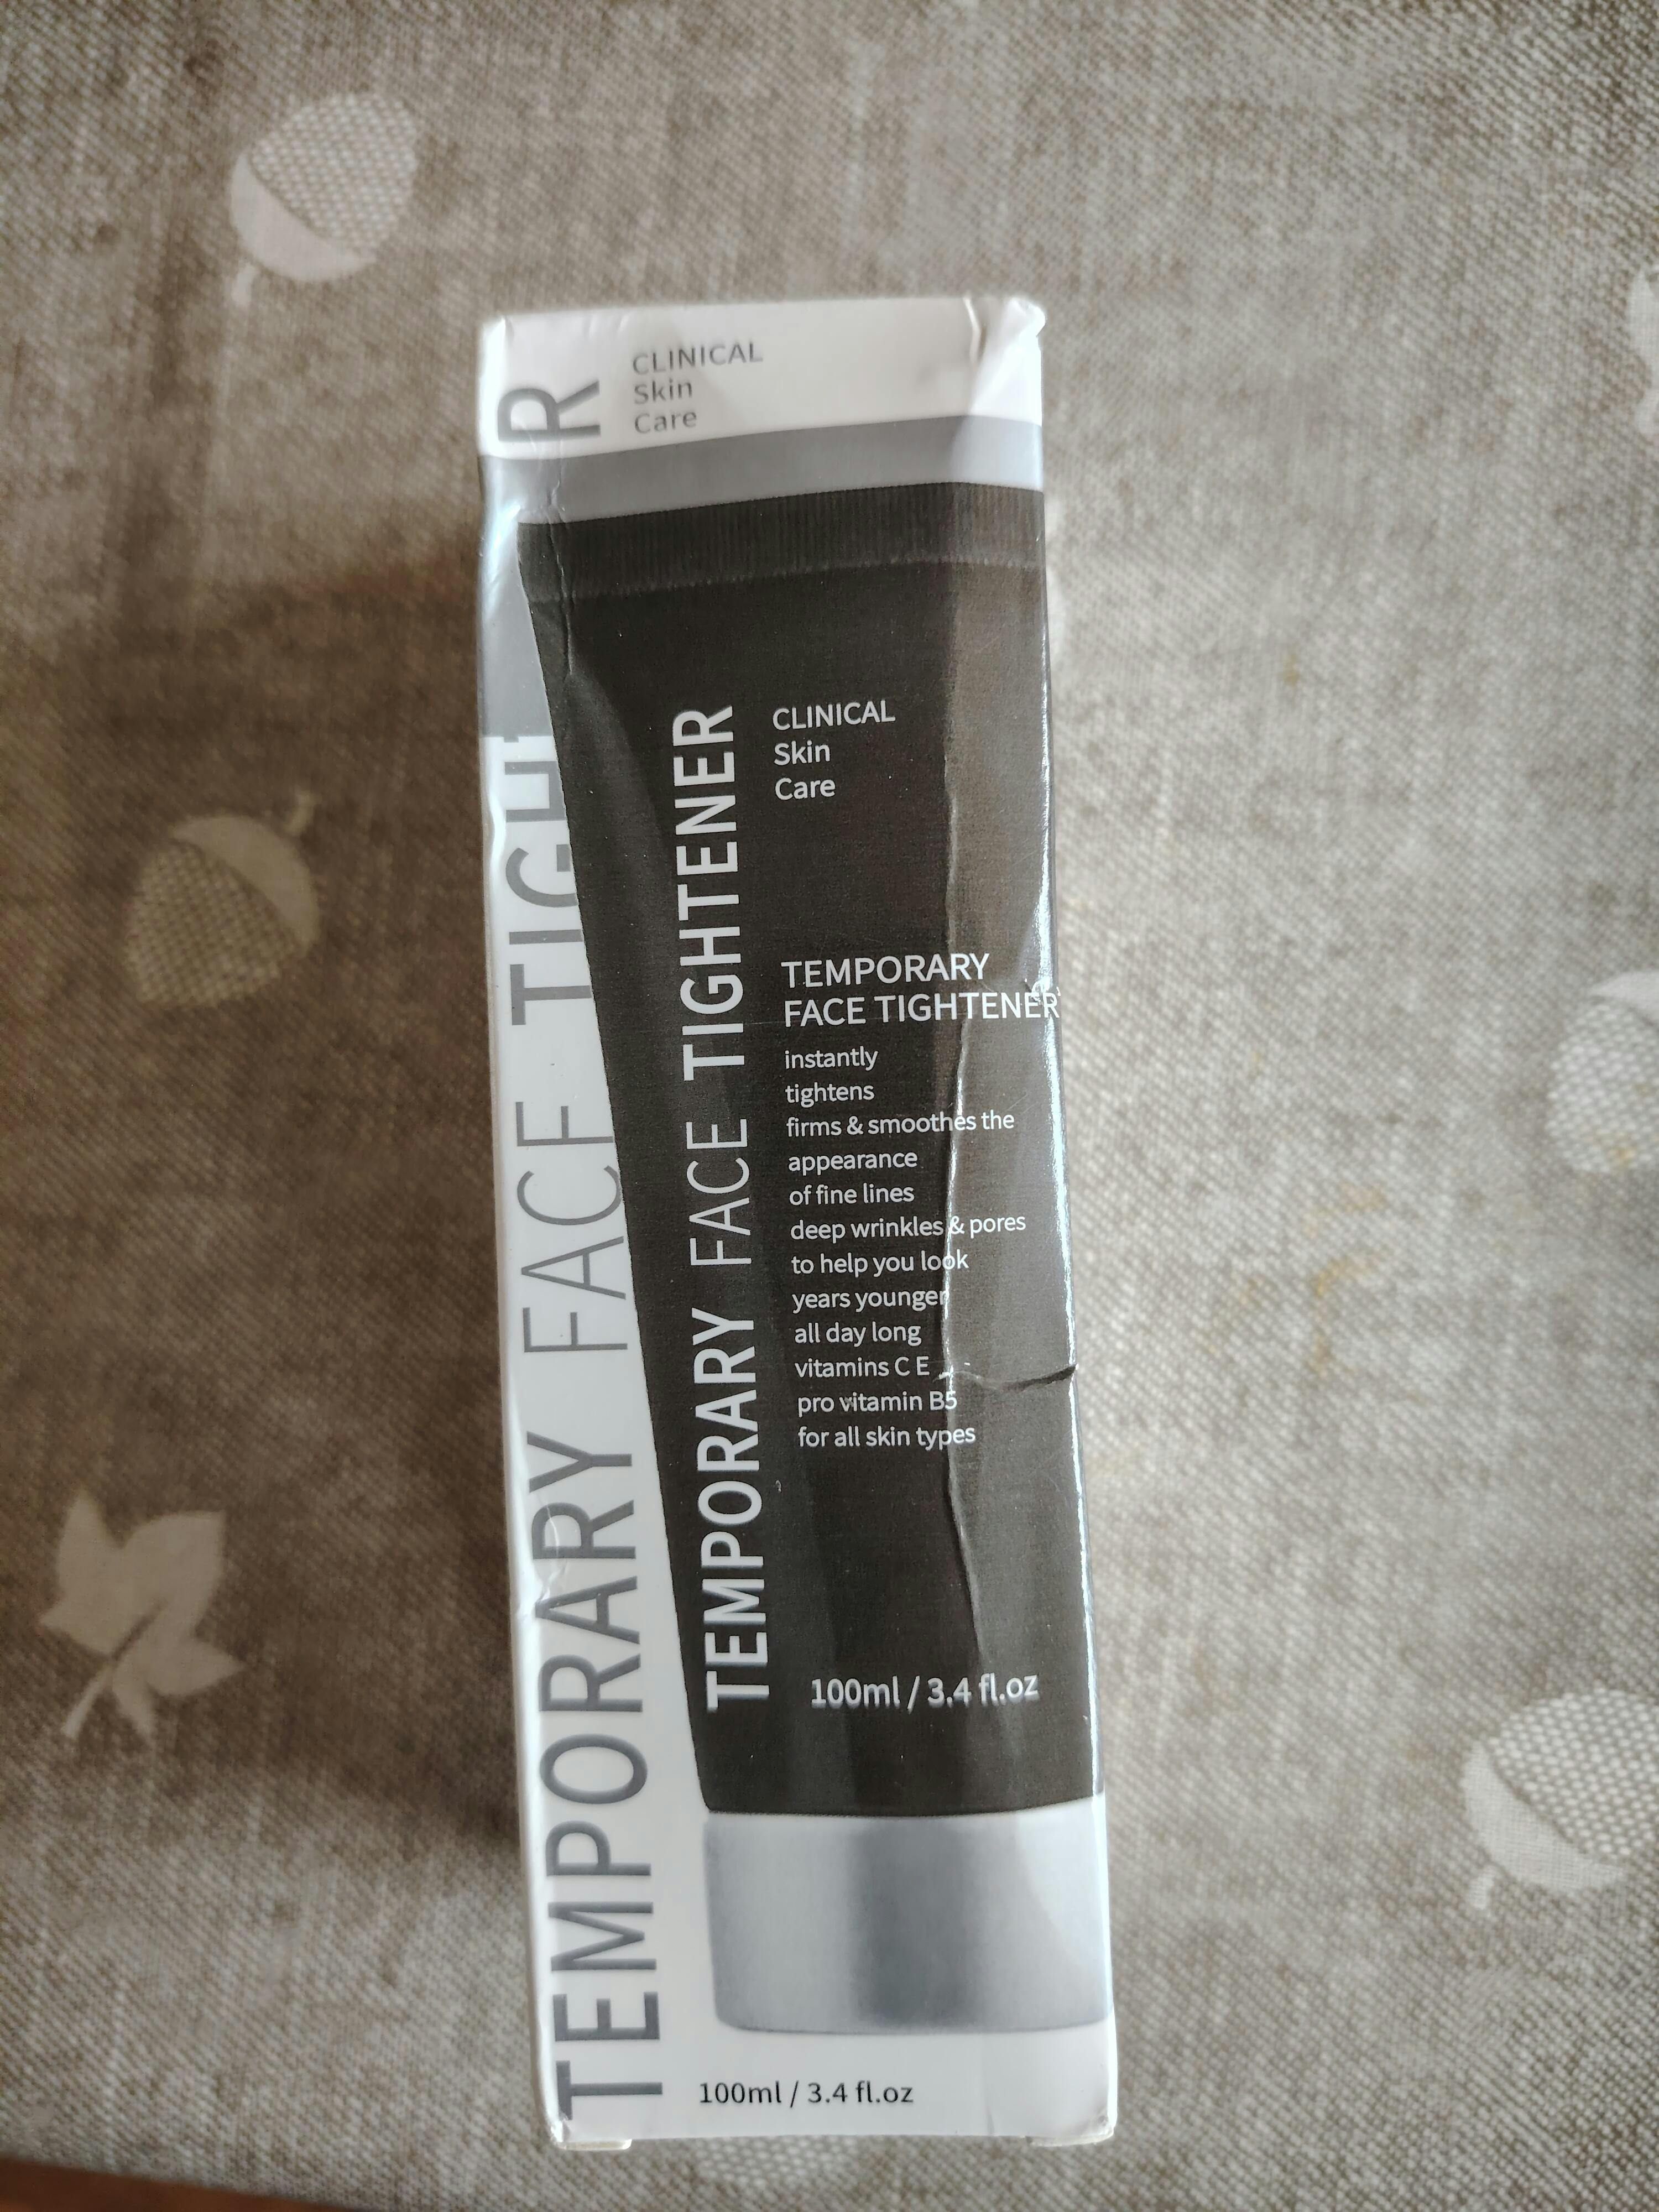 CLINICAL
Skin
Care
TEMPORARY FACE TIGHT R
TEMPORARY FACE TIGHTENER
CLINICAL
Skin
Care
TEMPORARY
FACE TIGHTENER
instantly
tightens
firms & smoothes the
appearance
of fine lines
deep wrinkles & pores
to help you look
years younger
all day long
vitamins C E
pro vitamin B5
for all skin types
100ml / 3.4 fl.oz
100ml / 3.4 fl.oz